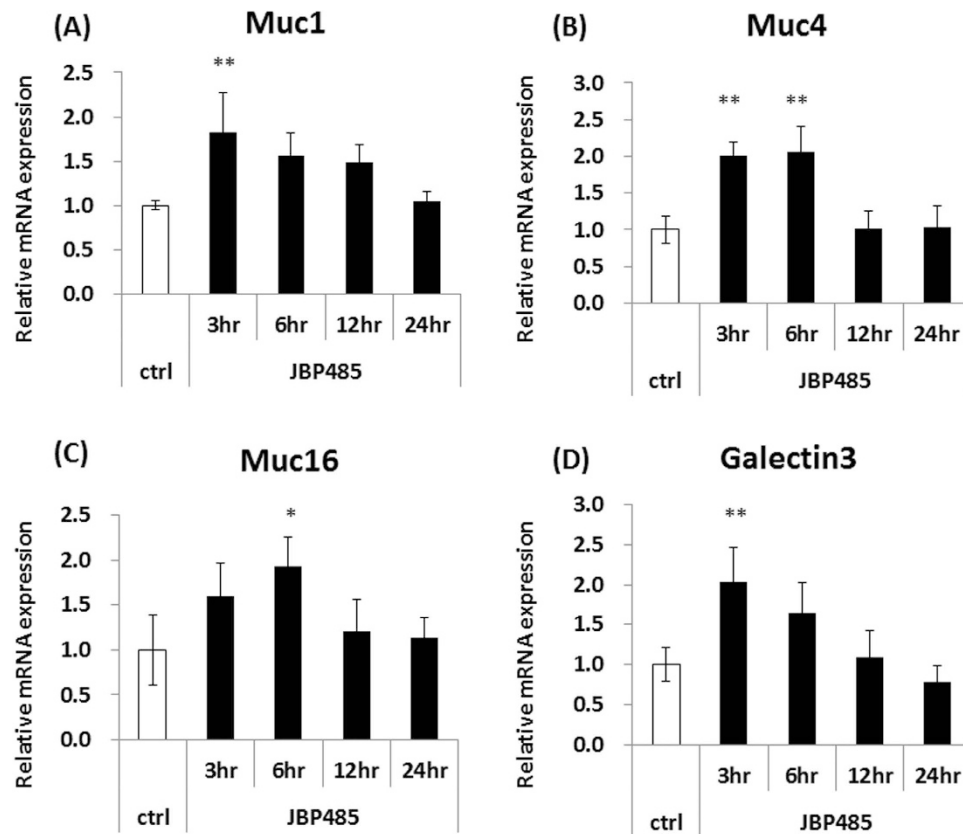 (A)
Muc1
Relative mRNA expression
2.5
2.0
1.5
1.0
0.5
0.0
**
3hr 6hr 12hr 24hr
ctrl JBP485
(B)
Muc4
Relative mRNA expression
3.0
2.5
2.0
1.5
1.0
0.5
0.0
** **
3hr 6hr 12hr 24hr
ctrl JBP485
(C)
Muc16
Relative mRNA expression
2.5
2.0
1.5
1.0
0.5
0.0
*
3hr 6hr 12hr 24hr
ctrl JBP485
(D)
Galectin3
Relative mRNA expression
3.0
2.5
2.0
1.5
1.0
0.5
0.0
**
3hr 6hr 12hr 24hr
ctrl JBP485